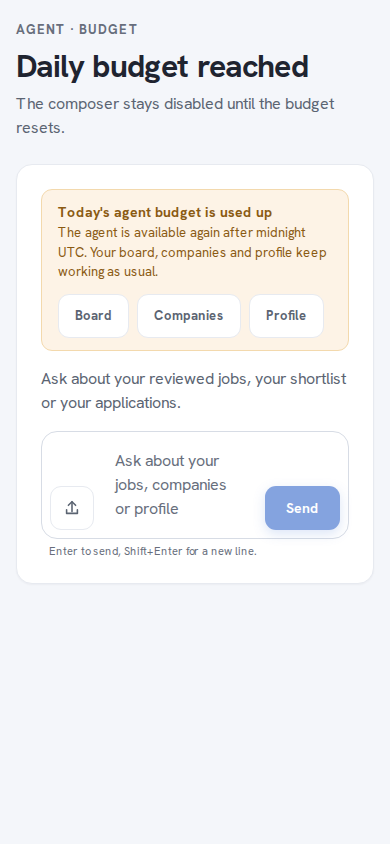 AGENT · BUDGET
Daily budget reached
The composer stays disabled until the budget
resets.
Today's agent budget is used up
The agent is available again after midnight
UTC. Your board, companies and profile keep
working as usual.
Board Companies Profile
Ask about your reviewed jobs, your shortlist
or your applications.
Ask about your
jobs, companies
or profile
Send
Enter to send, Shift+Enter for a new line.